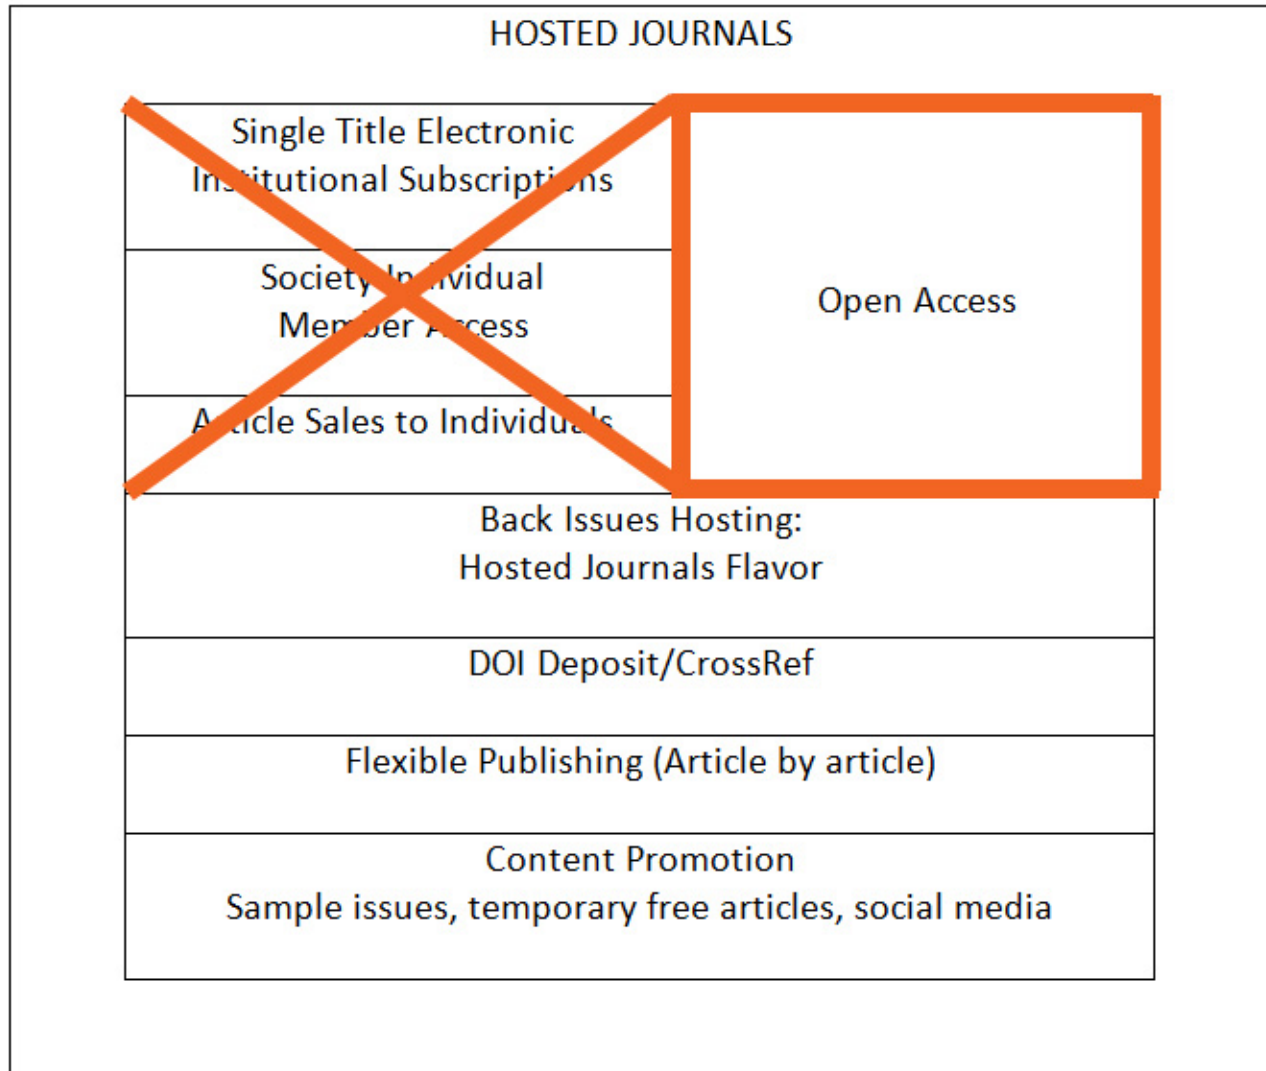 HOSTED JOURNALS
Single Title Electronic
Institutional Subscriptions
Society Individual
Member Access
Article Sales to Individuals
Open Access
Back Issues Hosting:
Hosted Journals Flavor
DOI Deposit/CrossRef
Flexible Publishing (Article by article)
Content Promotion
Sample issues, temporary free articles, social media